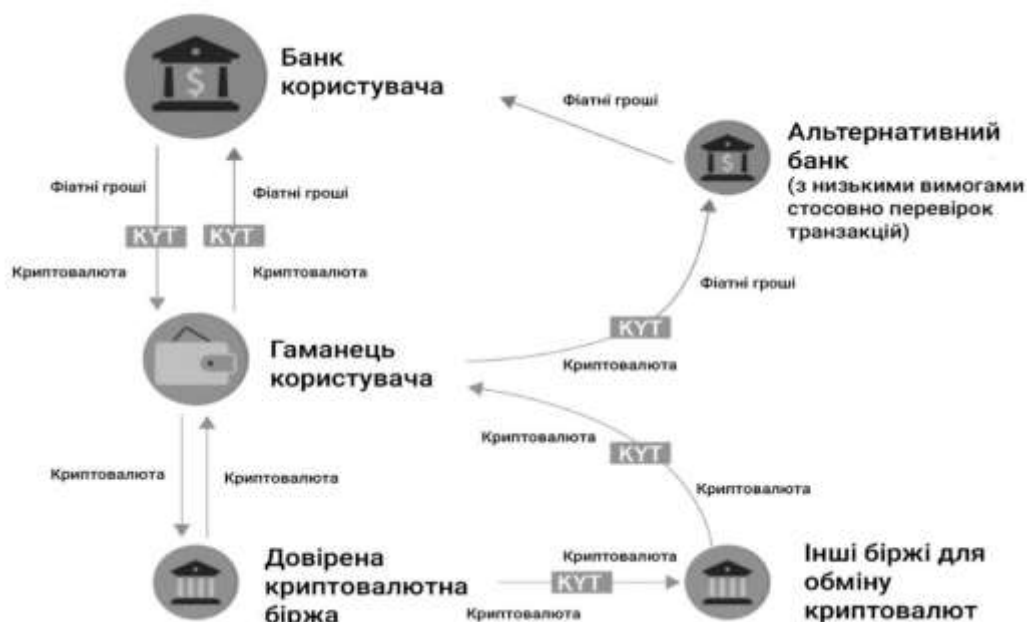 Банк
користувача
Фіатні гроші
Альтернативний
банк
(з низькими вимогами
стосовно перевірок
транзакцій)
Фіатні гроші
Фіатні гроші
KYT
KYT
Криптовалюта
Криптовалюта
Фіатні гроші
KYT
Гаманець
користувача
Криптовалюта
Криптовалюта
KYT
Криптовалюта
Криптовалюта
Криптовалюта
Довірена
криптовалютна
біржа
Криптовалюта
KYT
Криптовалюта
Інші біржі для
обміну
криптовалют